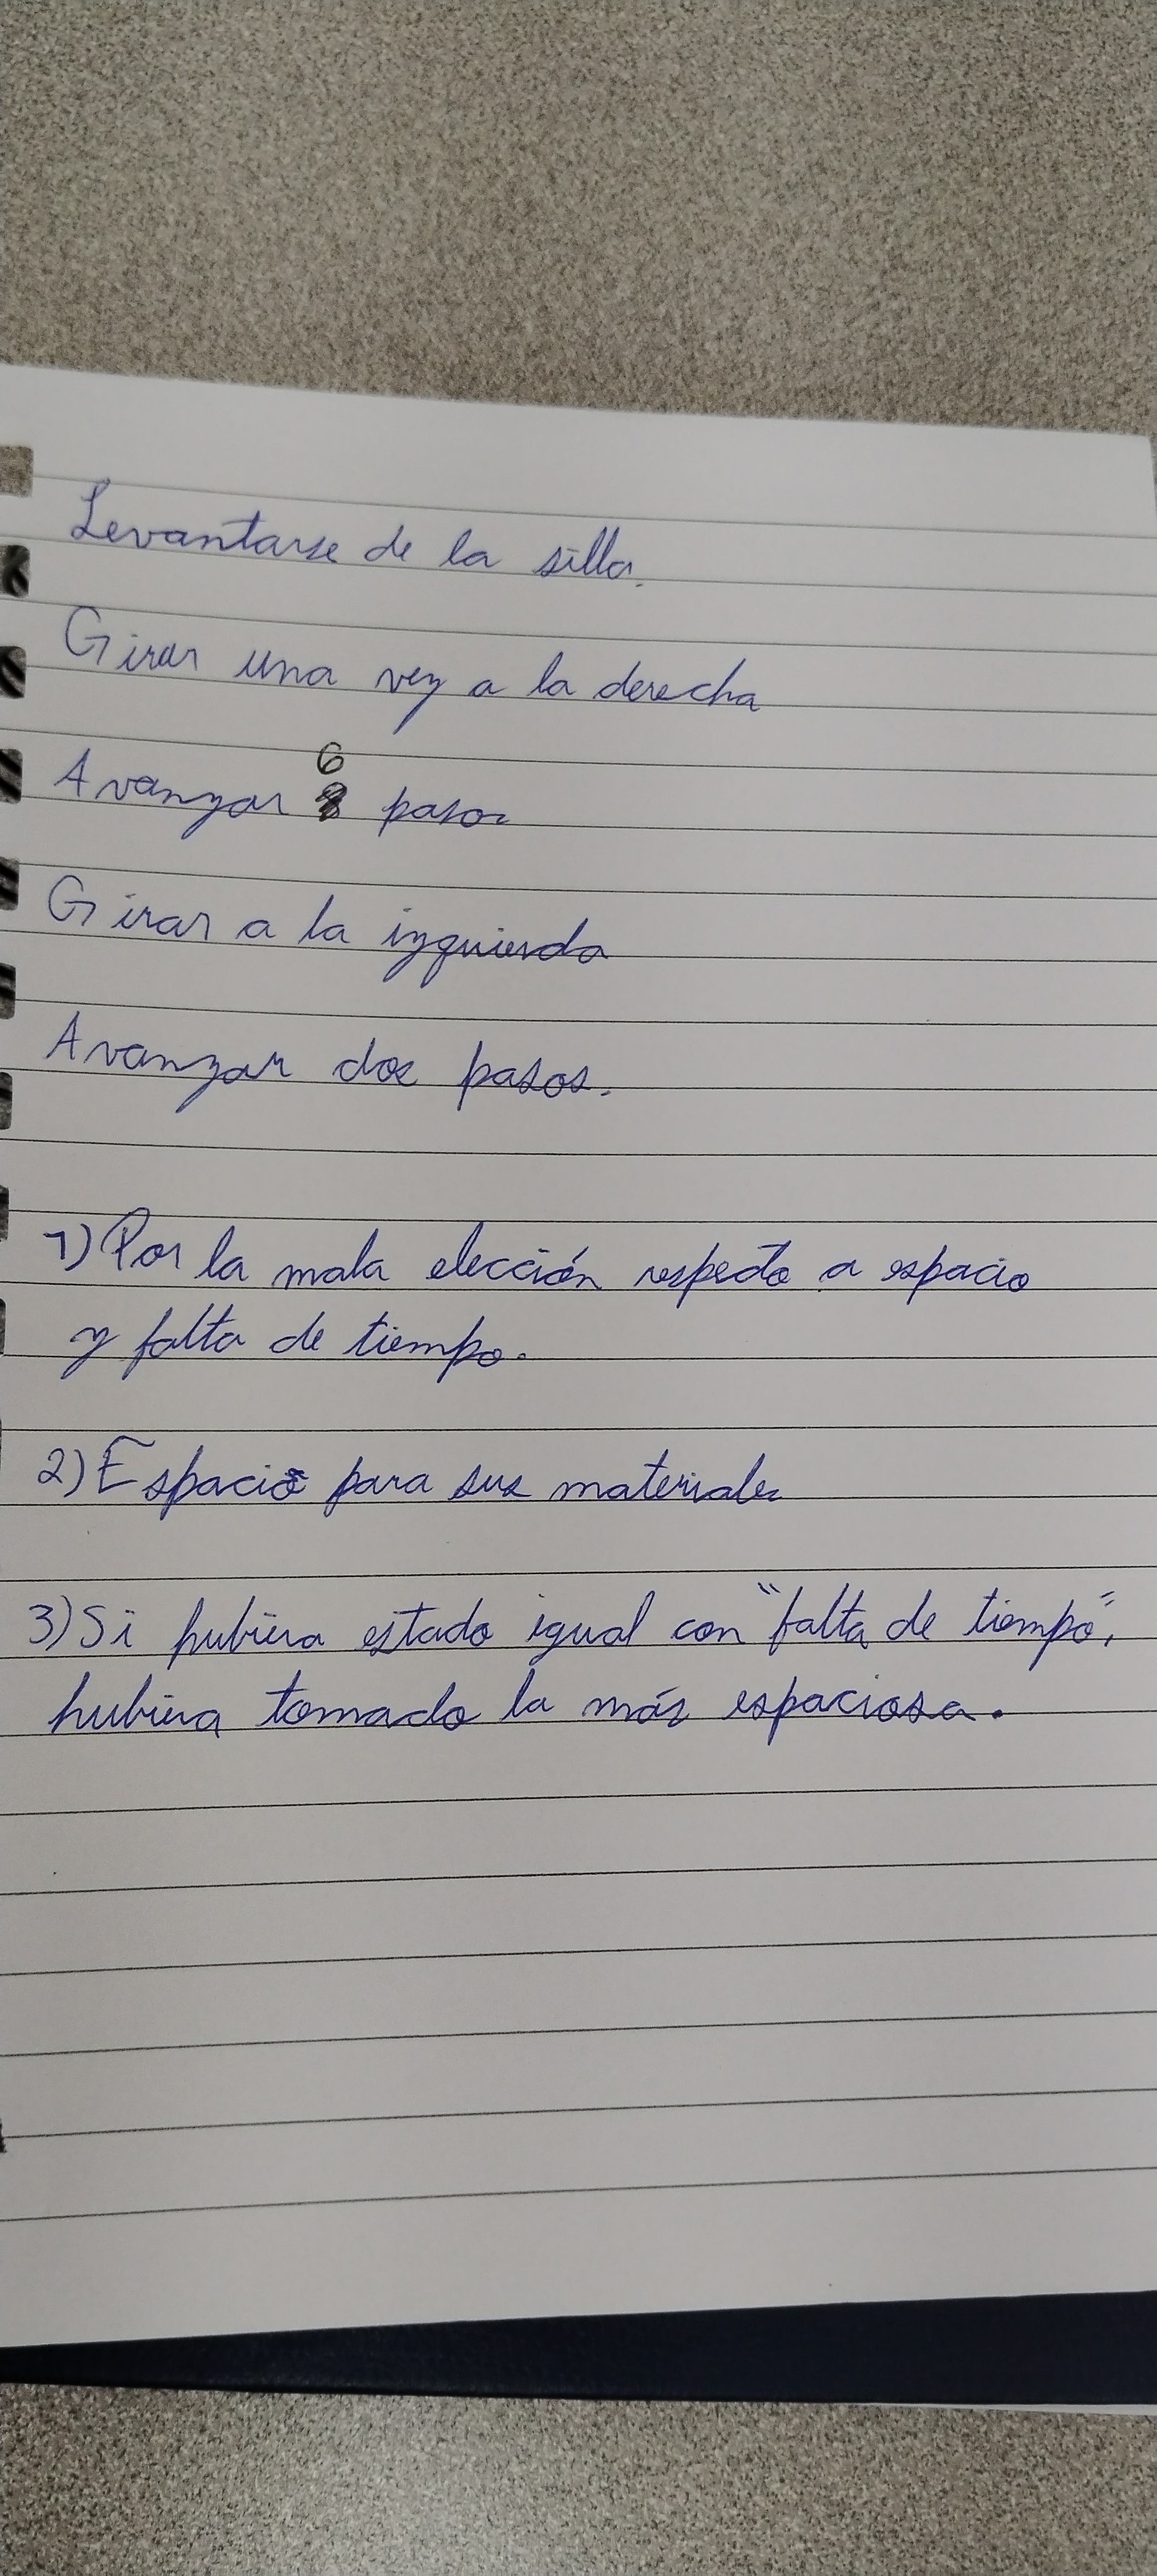 Levantarse de la silla.
Girar una vez a la derecha
Avanzar 6 pasos
Girar a la izquierda
Avanzar dos pasos.
1) Por la mala elección respecto a espacio
y falta de tiempo.
2) Espacio para sus materiales
3) Si hubiera estado igual con "falta de tiempo",
hubiera tomado la más espaciosa.